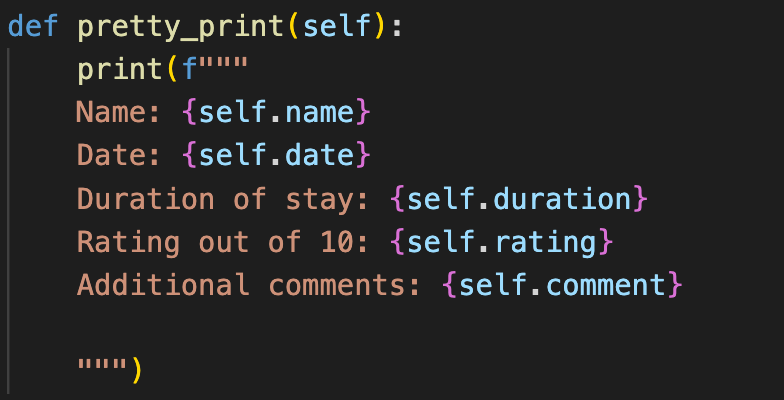 def pretty_print(self):
    print(f"""
    Name: {self.name}
    Date: {self.date}
    Duration of stay: {self.duration}
    Rating out of 10: {self.rating}
    Additional comments: {self.comment}

    """)